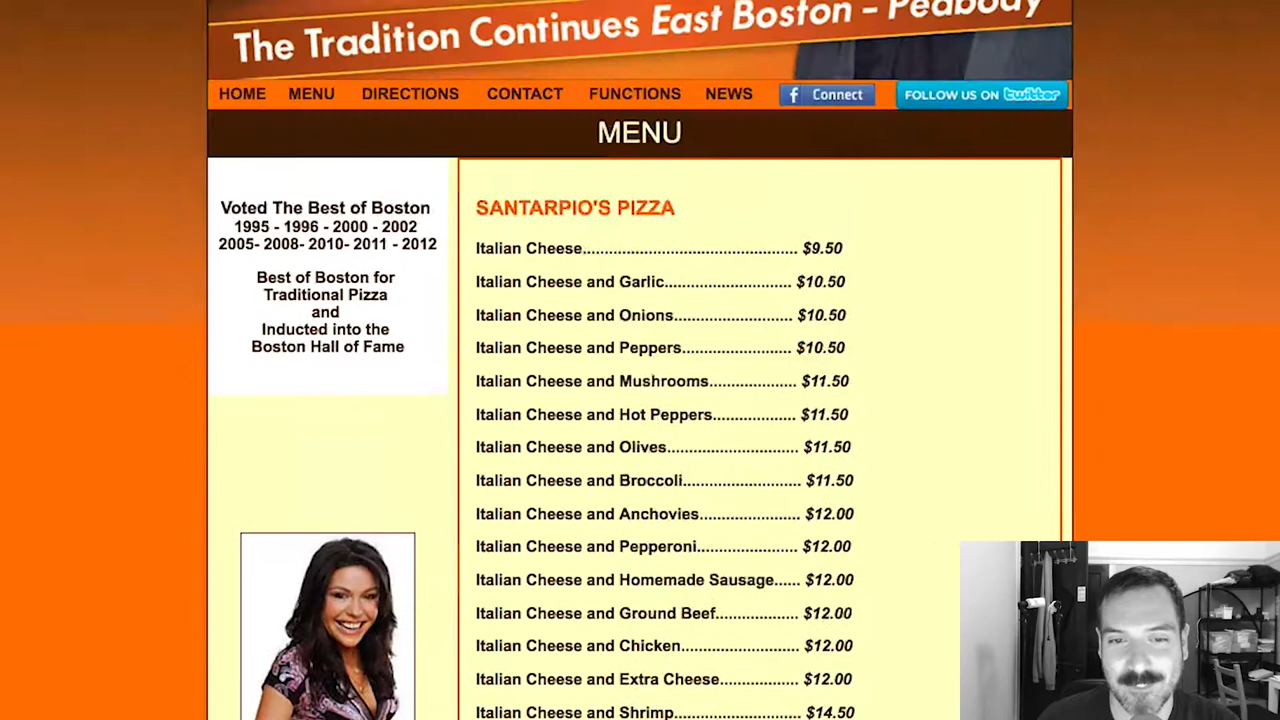 The Tradition Continues East Boston - Peabody
HOME MENU DIRECTIONS CONTACT FUNCTIONS NEWS f Connect FOLLOW US ON twitter
MENU
Voted The Best of Boston
1995 - 1996 - 2000 - 2002
2005- 2008- 2010- 2011 - 2012
Best of Boston for
Traditional Pizza
and
Inducted into the
Boston Hall of Fame
SANTARPIO'S PIZZA
Italian Cheese................................................. $9.50
Italian Cheese and Garlic............................. $10.50
Italian Cheese and Onions........................... $10.50
Italian Cheese and Peppers......................... $10.50
Italian Cheese and Mushrooms.................... $11.50
Italian Cheese and Hot Peppers................... $11.50
Italian Cheese and Olives.............................. $11.50
Italian Cheese and Broccoli........................... $11.50
Italian Cheese and Anchovies....................... $12.00
Italian Cheese and Pepperoni........................ $12.00
Italian Cheese and Homemade Sausage...... $12.00
Italian Cheese and Ground Beef................... $12.00
Italian Cheese and Chicken........................... $12.00
Italian Cheese and Extra Cheese.................. $12.00
Italian Cheese and Shrimp............................ $14.50